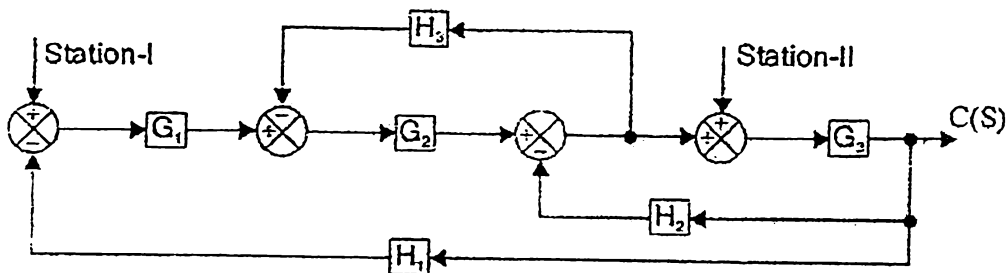 H₃
Station-I
Station-II
G₁
G₂
G₃
C(S)
H₂
H₁